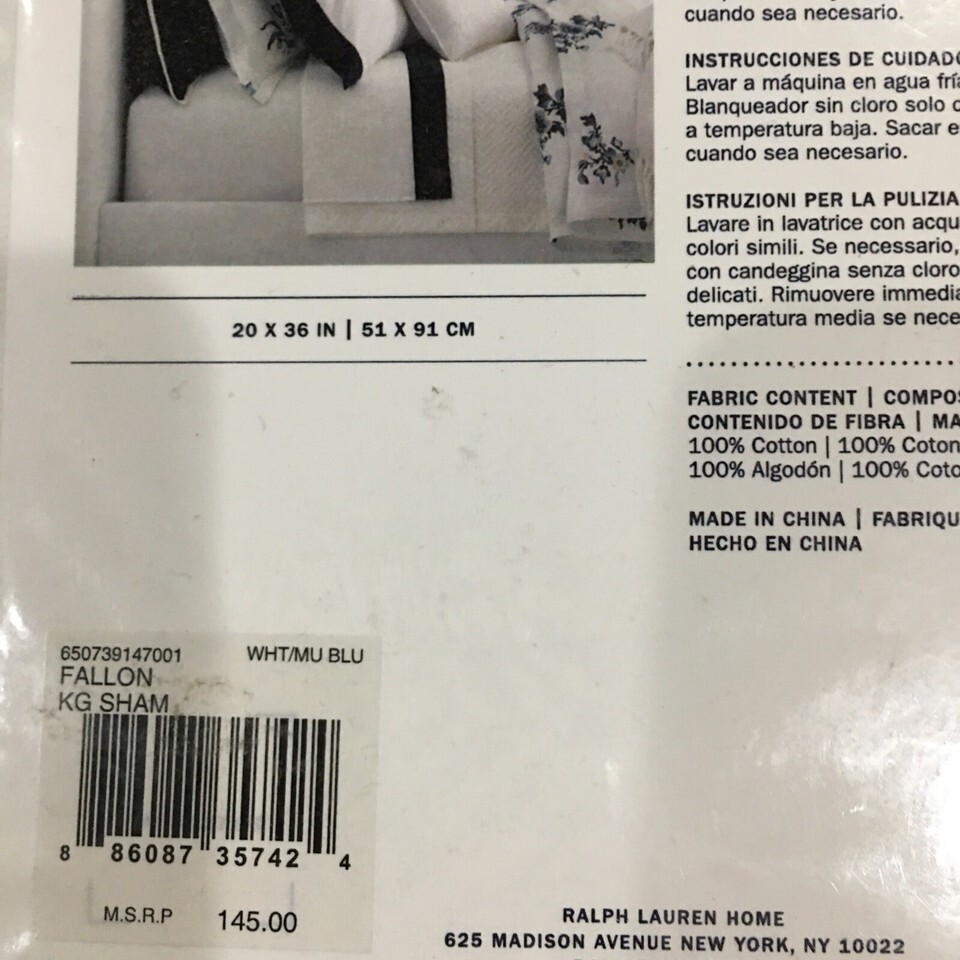 cuando sea necesario.
INSTRUCCIONES DE CUIDADO
Lavar a máquina en agua fría
Blanqueador sin cloro solo c
a temperatura baja. Sacar e
cuando sea necesario.
ISTRUZIONI PER LA PULIZIA
Lavare in lavatrice con acqu
colori simili. Se necessario,
con candeggina senza cloro
delicati. Rimuovere immedia
temperatura media se nece
20 X 36 IN | 51 X 91 CM
FABRIC CONTENT | COMPOS
CONTENIDO DE FIBRA | MA
100% Cotton | 100% Coton
100% Algodón | 100% Coto
MADE IN CHINA | FABRIQU
HECHO EN CHINA
650739147001 WHT/MU BLU
FALLON
KG SHAM
8 86087 35742 4
M.S.R.P 145.00
RALPH LAUREN HOME
625 MADISON AVENUE NEW YORK, NY 10022